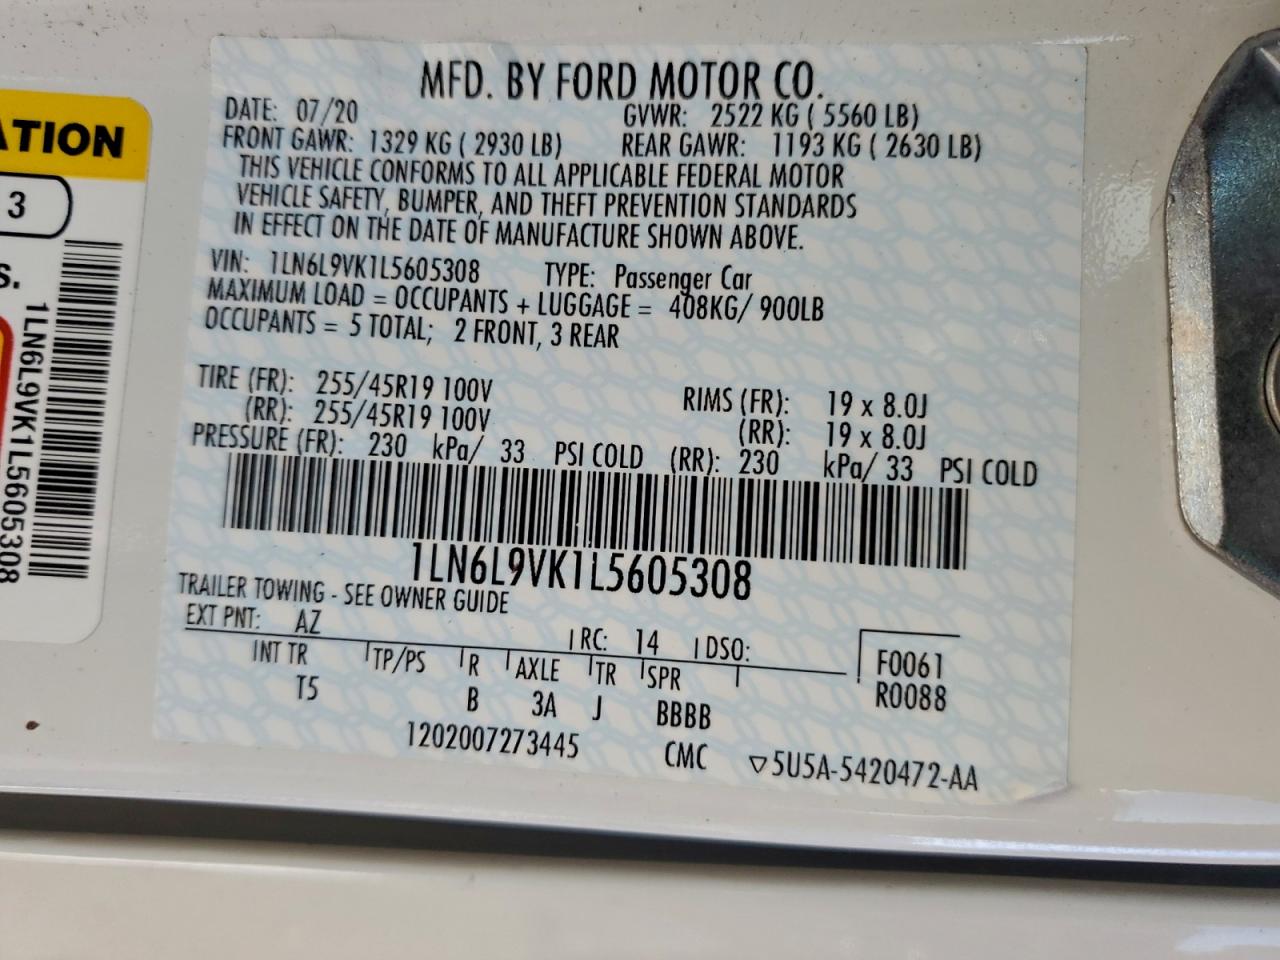 MFD. BY FORD MOTOR CO.
DATE: 07/20 GVWR: 2522 KG ( 5560 LB)
FRONT GAWR: 1329 KG ( 2930 LB) REAR GAWR: 1193 KG ( 2630 LB)
THIS VEHICLE CONFORMS TO ALL APPLICABLE FEDERAL MOTOR
VEHICLE SAFETY, BUMPER, AND THEFT PREVENTION STANDARDS
IN EFFECT ON THE DATE OF MANUFACTURE SHOWN ABOVE.
VIN: 1LN6L9VK1L5605308 TYPE: Passenger Car
MAXIMUM LOAD = OCCUPANTS + LUGGAGE = 408KG/ 900LB
OCCUPANTS = 5 TOTAL; 2 FRONT, 3 REAR
TIRE (FR): 255/45R19 100V RIMS (FR): 19 x 8.0J
(RR): 255/45R19 100V (RR): 19 x 8.0J
PRESSURE (FR): 230 kPa/ 33 PSI COLD (RR): 230 kPa/ 33 PSI COLD
1LN6L9VK1L5605308
TRAILER TOWING - SEE OWNER GUIDE
EXT PNT: AZ RC: 14 DSO:
INT TR TP/PS R AXLE TR SPR F0061
T5 B 3A J BBBB R0088
1202007273445 CMC ▽5U5A-5420472-AA
ATION
3
S.
1LN6L9VK1L5605308